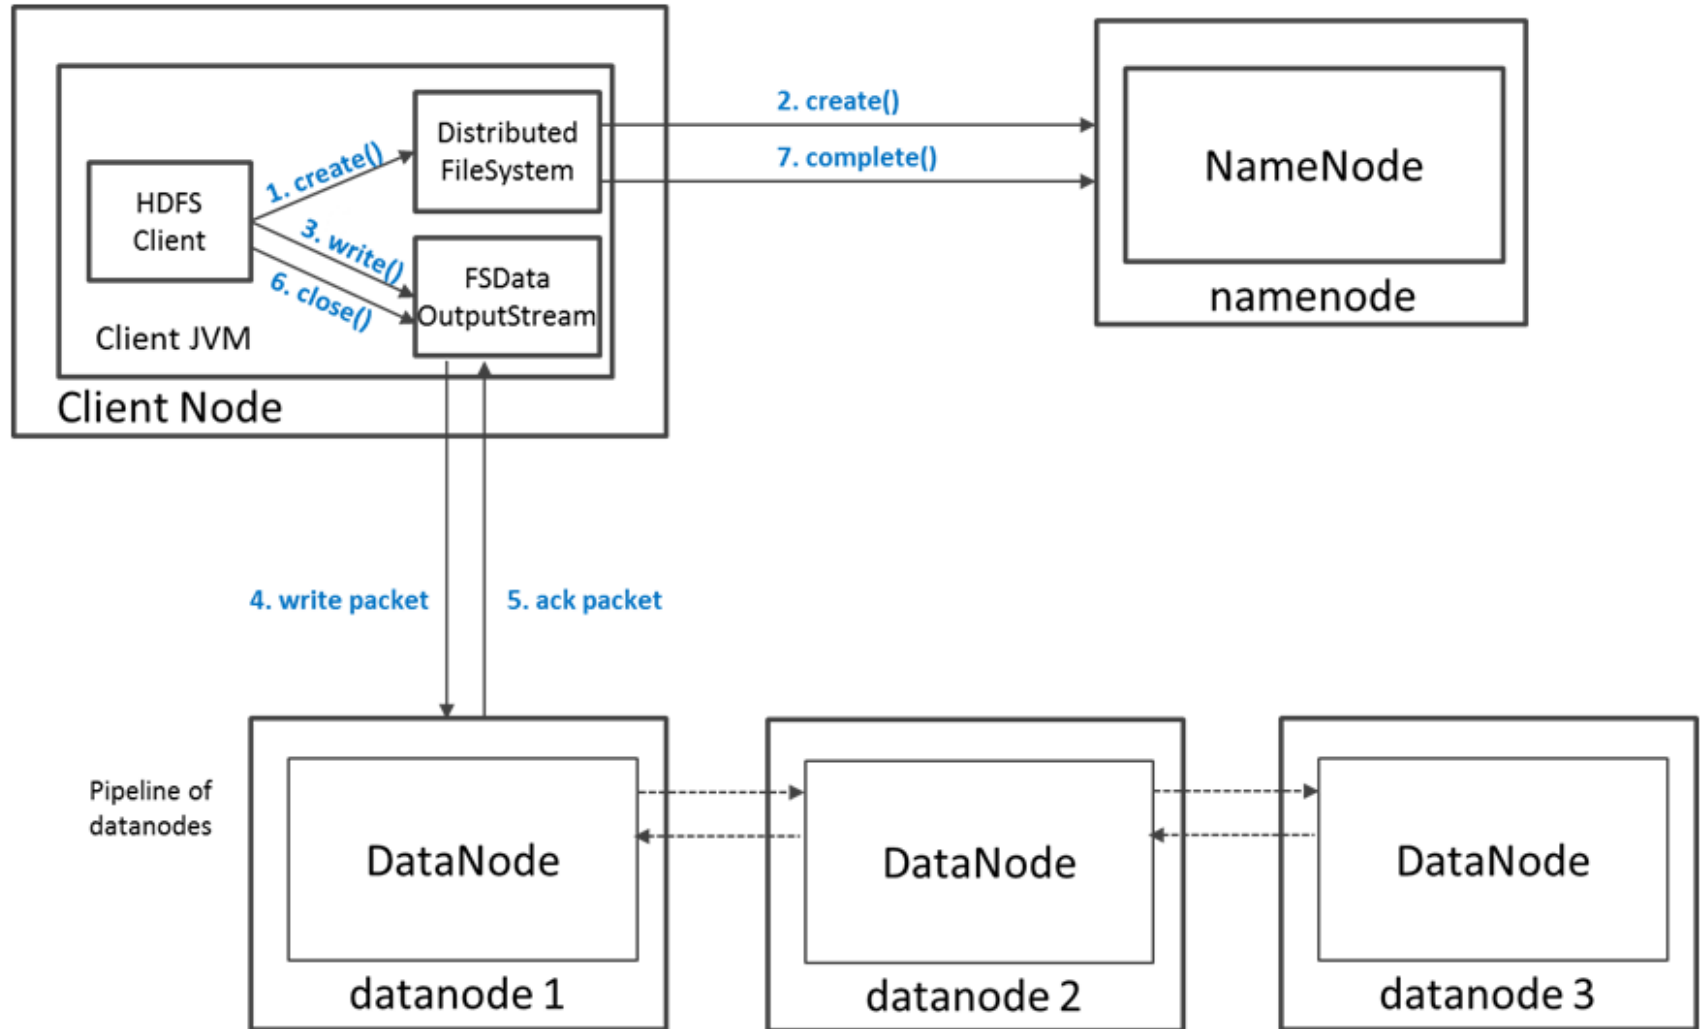 2. create()
Distributed
FileSystem
7. complete()
NameNode
1. create()
HDFS
Client
3. write()
FSData
OutputStream
6. close()
namenode
Client JVM
Client Node
4. write packet
5. ack packet
Pipeline of
datanodes
DataNode
DataNode
DataNode
datanode 1
datanode 2
datanode 3